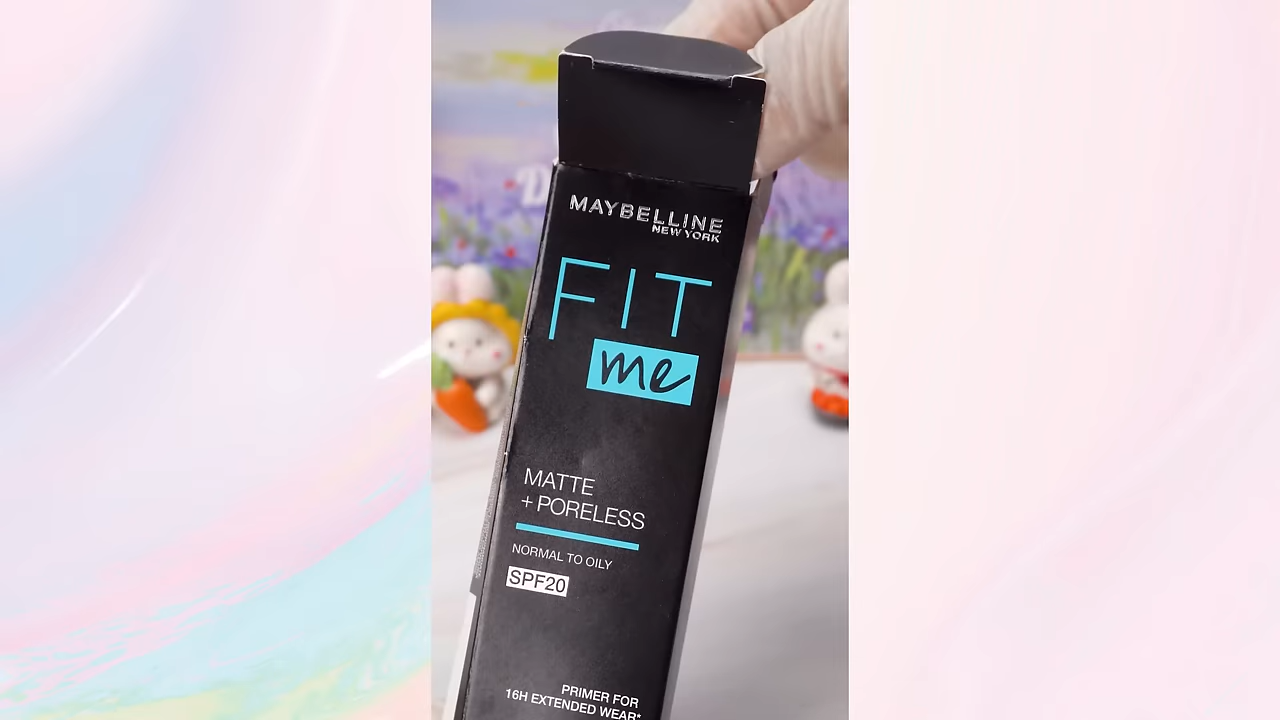 MAYBELLINE
NEW YORK
FIT
me
MATTE
+ PORELESS
NORMAL TO OILY
SPF20
PRIMER FOR
16H EXTENDED WEAR*